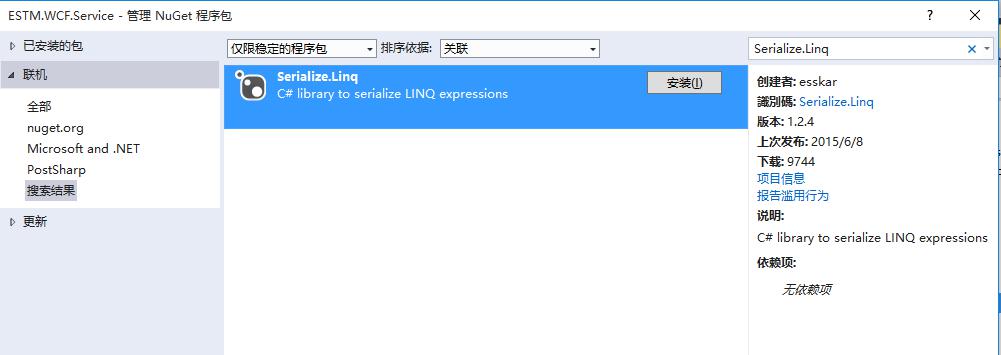 ESTM.WCF.Service - 管理 NuGet 程序包
? ×
已安装的包
联机
全部
nuget.org
Microsoft and .NET
PostSharp
搜索结果
更新
仅限稳定的程序包 排序依据: 关联
Serialize.Linq
C# library to serialize LINQ expressions
安装(I)
Serialize.Linq
创建者: esskar
識別碼: Serialize.Linq
版本: 1.2.4
上次发布: 2015/6/8
下载: 9744
项目信息
报告滥用行为
说明:
C# library to serialize LINQ expressions
依赖项:
无依赖项